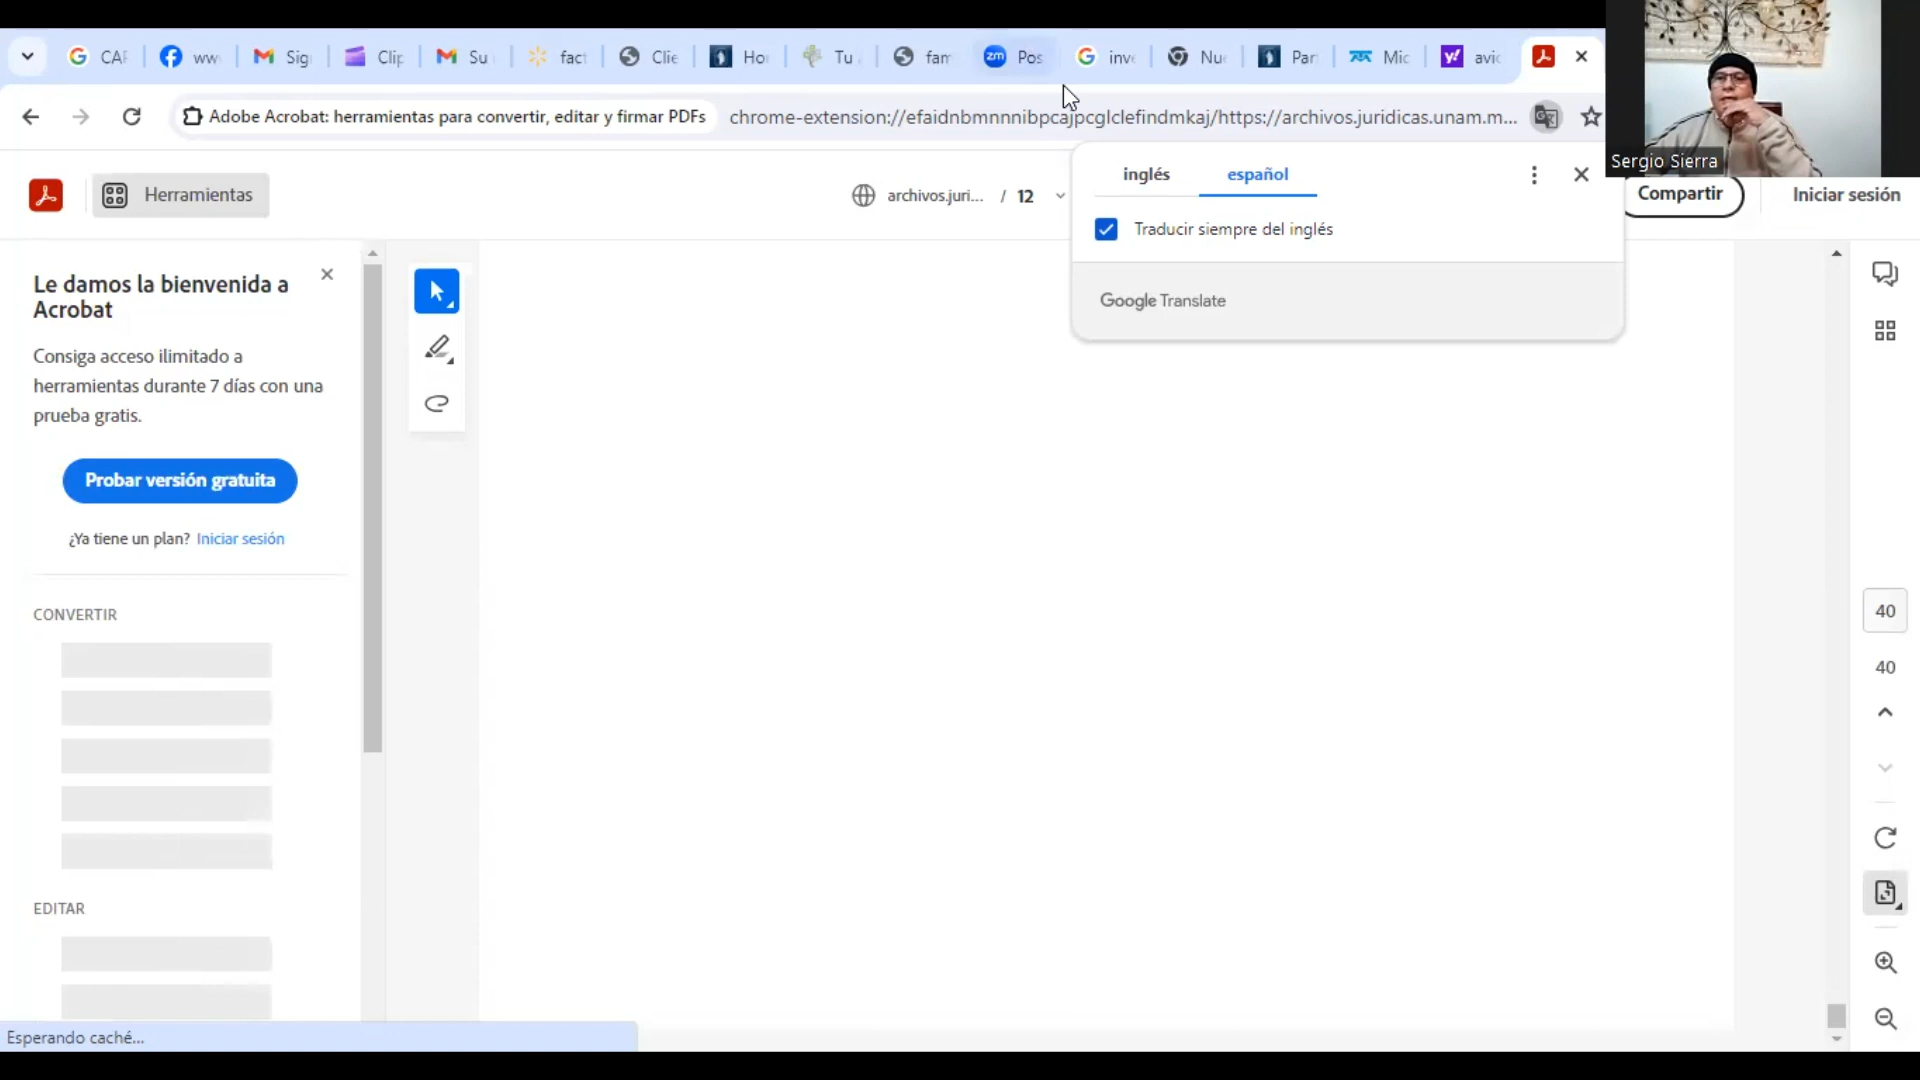 CAF
ww
Sig
Clip
Su
fact
Clie
Hor
Tu
fam
zm Pos
inve
Nu
Par
Mic
y! avic
Adobe Acrobat: herramientas para convertir, editar y firmar PDFs
chrome-extension://efaidnbmnnnibpcajpcglclefindmkaj/https://archivos.juridicas.unam.m...
Sergio Sierra
Herramientas
archivos.juri... / 12
inglés
español
Compartir
Iniciar sesión
Traducir siempre del inglés
Google Translate
Le damos la bienvenida a
Acrobat
Consiga acceso ilimitado a
herramientas durante 7 días con una
prueba gratis.
Probar versión gratuita
¿Ya tiene un plan? Iniciar sesión
CONVERTIR
40
40
EDITAR
Esperando caché...